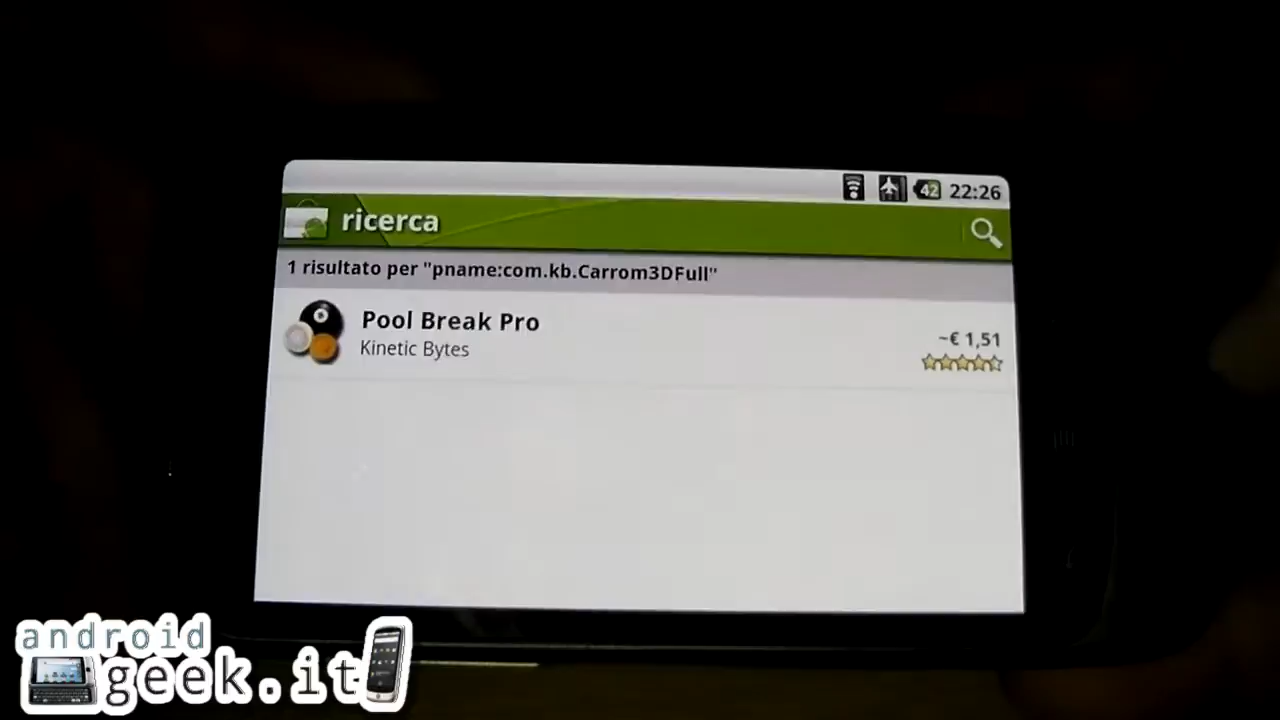 42 22:26
ricerca
1 risultato per "pname:com.kb.Carrom3DFull"
Pool Break Pro
~€ 1,51
Kinetic Bytes
android
geek.it